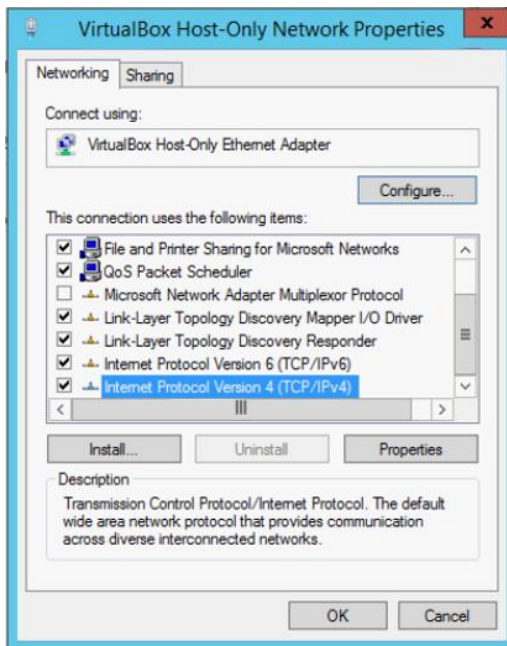 VirtualBox Host-Only Network Properties
x
Networking
Sharing
Connect using:
VirtualBox Host-Only Ethernet Adapter
Configure...
This connection uses the following items:
File and Printer Sharing for Microsoft Networks
QoS Packet Scheduler
Microsoft Network Adapter Multiplexor Protocol
Link-Layer Topology Discovery Mapper I/O Driver
Link-Layer Topology Discovery Responder
Internet Protocol Version 6 (TCP/IPv6)
Internet Protocol Version 4 (TCP/IPv4)
Install...
Uninstall
Properties
Description
Transmission Control Protocol/Internet Protocol. The default
wide area network protocol that provides communication
across diverse interconnected networks.
OK
Cancel